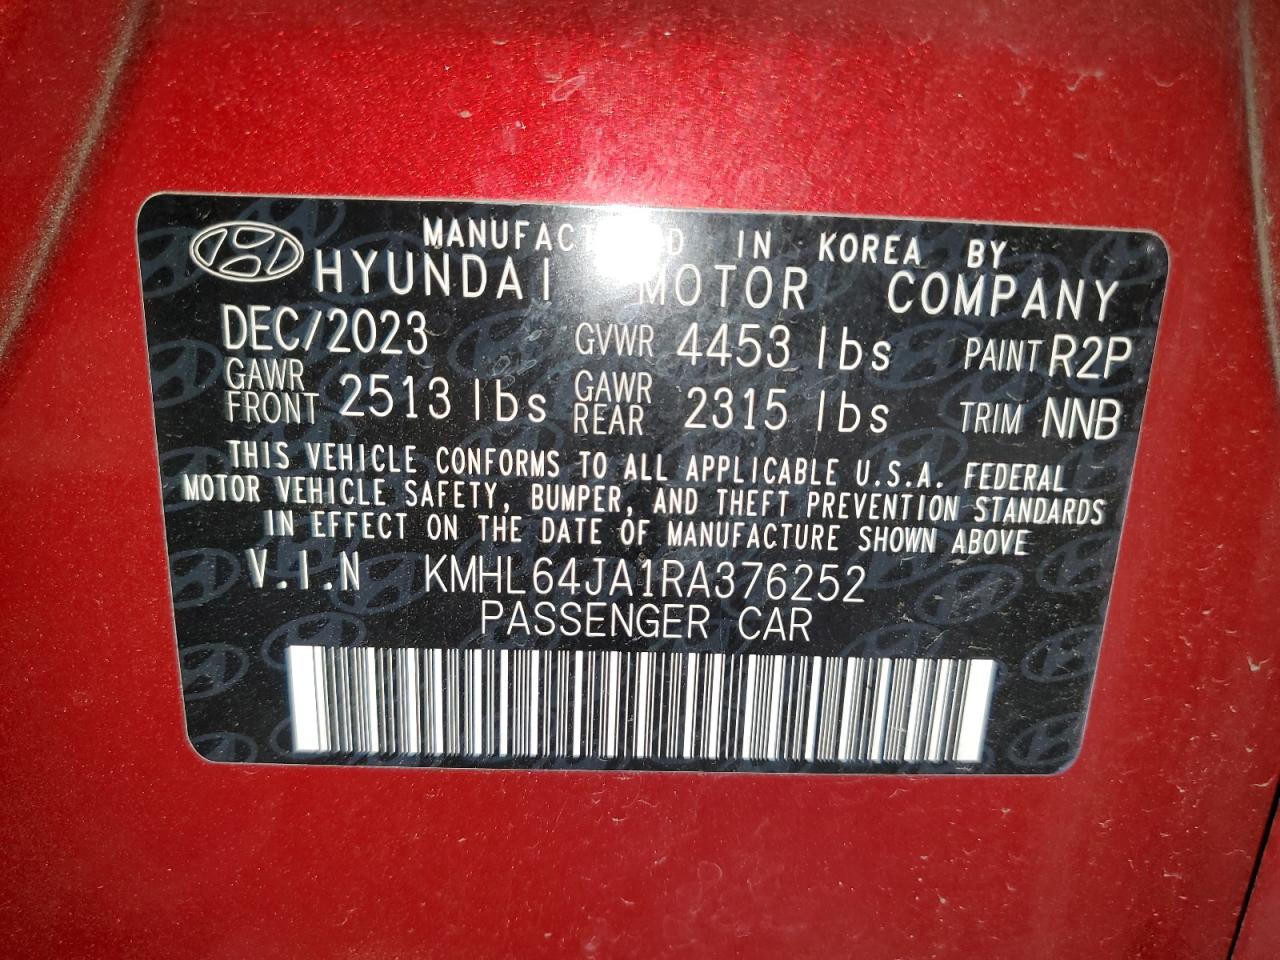 MANUFACTURED IN KOREA BY
HYUNDAI MOTOR COMPANY
DEC/2023 GVWR 4453 lbs PAINT R2P
GAWR FRONT 2513 lbs GAWR REAR 2315 lbs TRIM NNB
THIS VEHICLE CONFORMS TO ALL APPLICABLE U.S.A. FEDERAL
MOTOR VEHICLE SAFETY, BUMPER, AND THEFT PREVENTION STANDARDS
IN EFFECT ON THE DATE OF MANUFACTURE SHOWN ABOVE
V.I.N KMHL64JA1RA376252
PASSENGER CAR